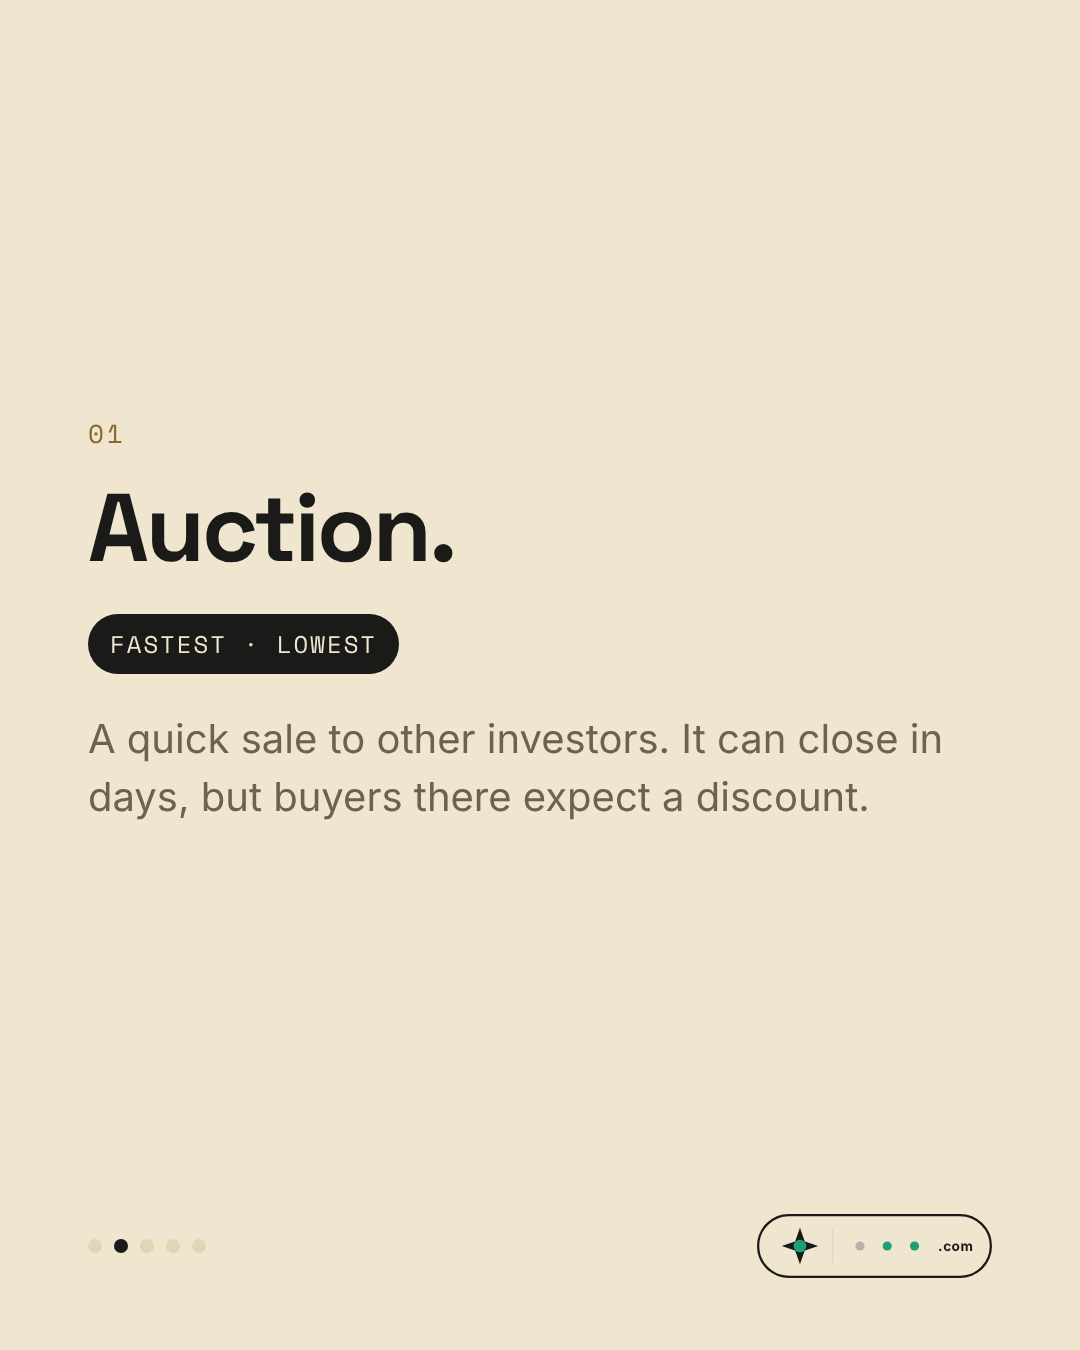 01
Auction.
FASTEST · LOWEST
A quick sale to other investors. It can close in
days, but buyers there expect a discount.
.com